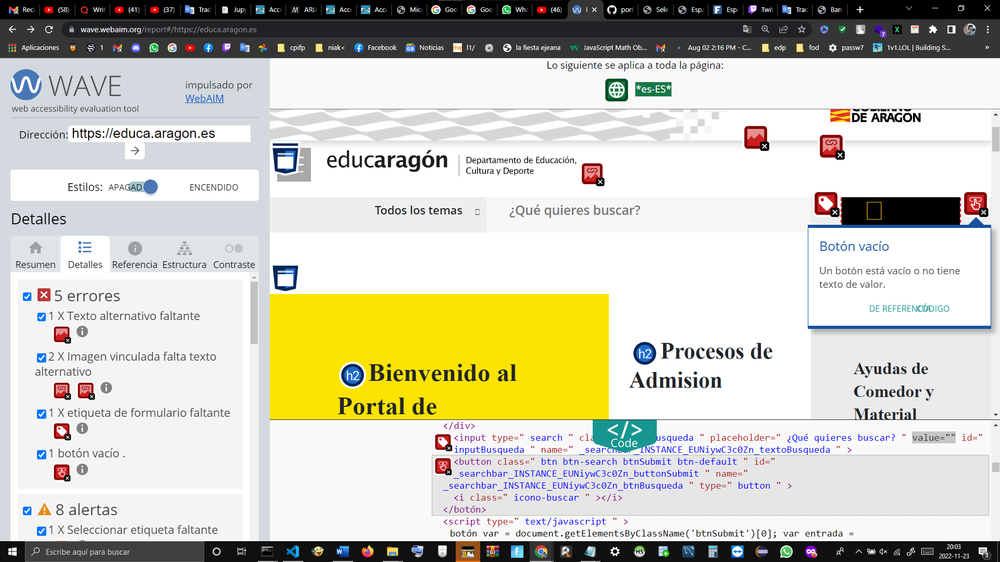 Reci
(58)
Writ
(41)
(37)
Trad
Jupy
Acce
ARIA
Acce
Acce
Micr
Goo
Goo
Wha
(46)
port
Sele
Espa
Espa
Twit
Trad
Ban
wave.webaim.org/report#/https://educa.aragon.es
7
Aplicaciones
1
cpifp
niak<
Facebook
Noticias
l1/
la fiesta ejeana
JavaScript Math Ob...
Aug 02 2:16 PM - C...
edp
fod
passw7
1v1.LOL | Building S...
»
WAVE
web accessibility evaluation tool
impulsado por
WebAIM
Dirección:
https://educa.aragon.es
Estilos:
APAGAD
ENCENDIDO
Detalles
Resumen
Detalles
Referencia
Estructura
Contraste
5 errores
1 X Texto alternativo faltante
2 X Imagen vinculada falta texto
alternativo
1 X etiqueta de formulario faltante
1 botón vacío .
8 alertas
1 X Seleccionar etiqueta faltante
Lo siguiente se aplica a toda la página:
*es-ES*
GOBIERNO
DE ARAGON
educaragón
Departamento de Educación,
Cultura y Deporte
Todos los temas
¿Qué quieres buscar?
Botón vacío
Un botón está vacío o no tiene
texto de valor.
DE REFERENCIA
CÓDIGO
h2
Bienvenido al
Portal de
h2
Procesos de
Admision
Ayudas de
Comedor y
Material
</>
Code
</div>
<input type=" search " cla usqueda " placeholder=" ¿Qué quieres buscar? " value="" id="
inputBusqueda " name=" _searchbar_INSTANCE_EUNiywC3c0Zn_textoBusqueda " >
<button class=" btn btn-search btnSubmit btn-default " id="
_searchbar_INSTANCE_EUNiywC3c0Zn_buttonSubmit " name="
_searchbar_INSTANCE_EUNiywC3c0Zn_btnBusqueda " type=" button " >
<i class=" icono-buscar " ></i>
</botón>
<script type=" text/javascript " >
botón var = document.getElementsByClassName('btnSubmit')[0]; var entrada =
Escribe aquí para buscar
HS
20:03
2022-11-23
3